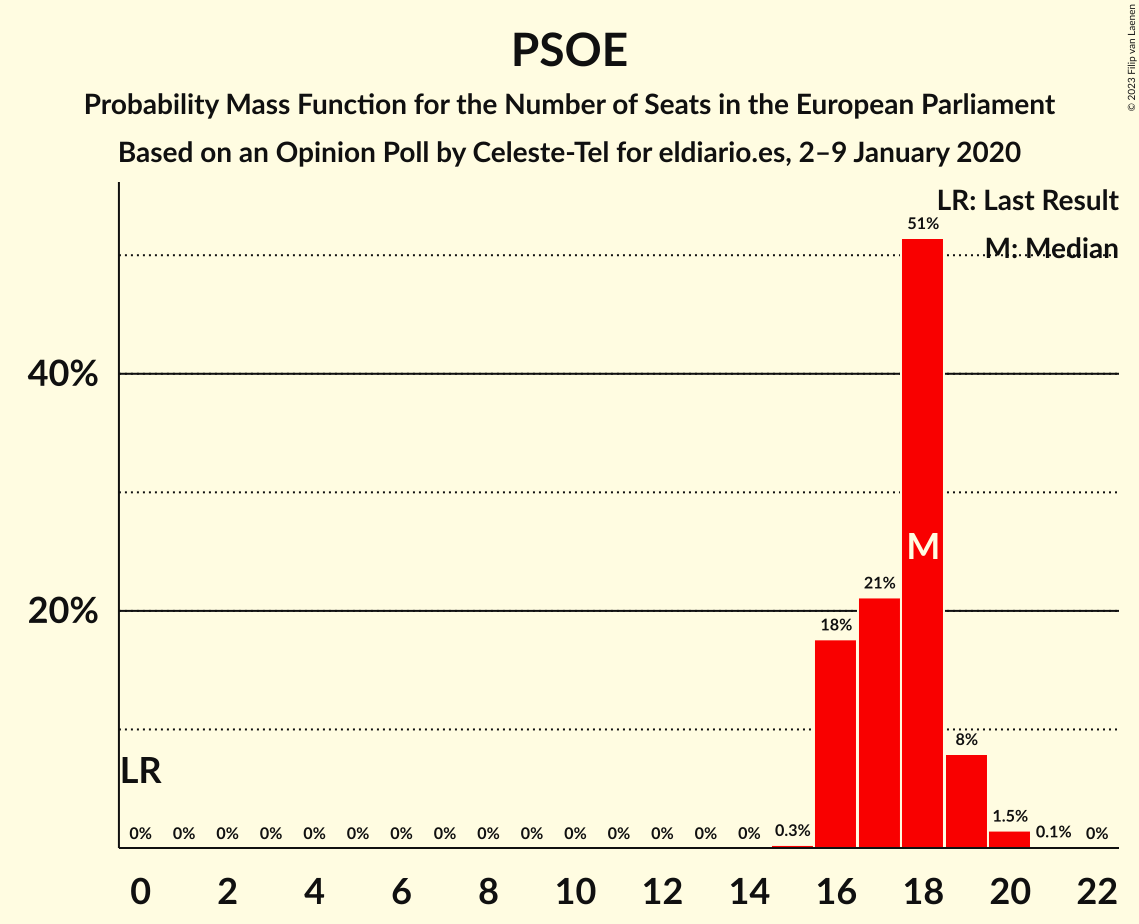 © 2023 Filip van Laenen
PSOE
Probability Mass Function for the Number of Seats in the European Parliament
Based on an Opinion Poll by Celeste-Tel for eldiario.es, 2–9 January 2020
LR: Last Result
M: Median
51%
40%
M
21%
20%
18%
8%
LR
0% 0% 0% 0% 0% 0% 0% 0% 0% 0% 0% 0% 0% 0% 0% 0.3% 1.5% 0.1% 0%
0 2 4 6 8 10 12 14 16 18 20 22